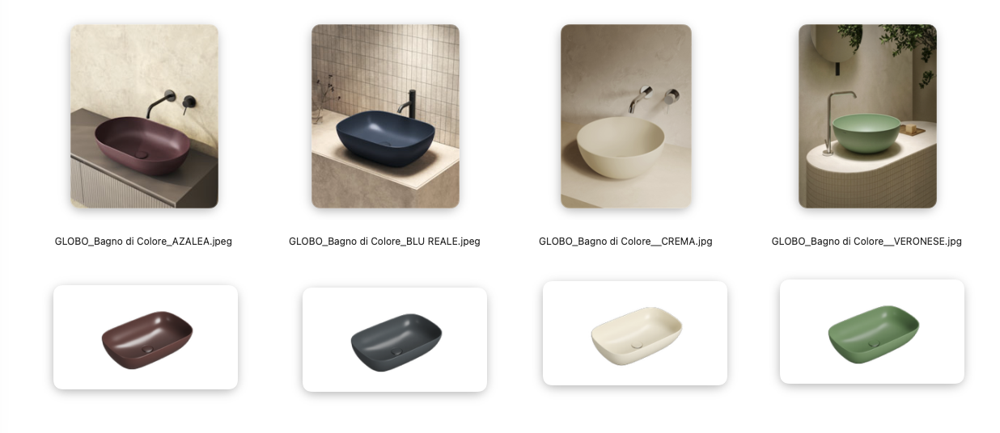 GLOBO_Bagno di Colore_AZALEA.jpeg
GLOBO_Bagno di Colore_BLU REALE.jpeg
GLOBO_Bagno di Colore__CREMA.jpg
GLOBO_Bagno di Colore__VERONESE.jpg